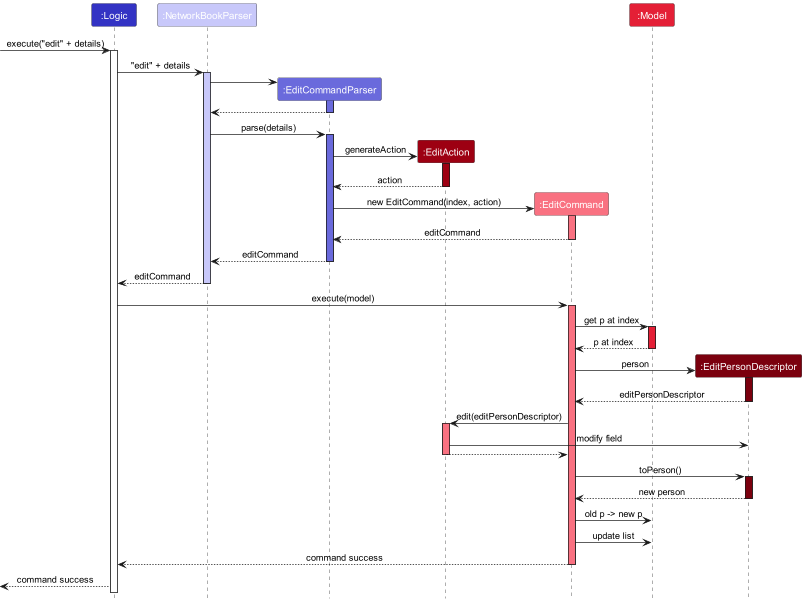 :Logic
:NetworkBookParser
:Model
execute("edit" + details)
"edit" + details
:EditCommandParser
parse(details)
generateAction
:EditAction
action
new EditCommand(index, action)
:EditCommand
editCommand
editCommand
editCommand
execute(model)
get p at index
p at index
person
:EditPersonDescriptor
editPersonDescriptor
edit(editPersonDescriptor)
modify field
toPerson()
new person
old p -> new p
update list
command success
command success